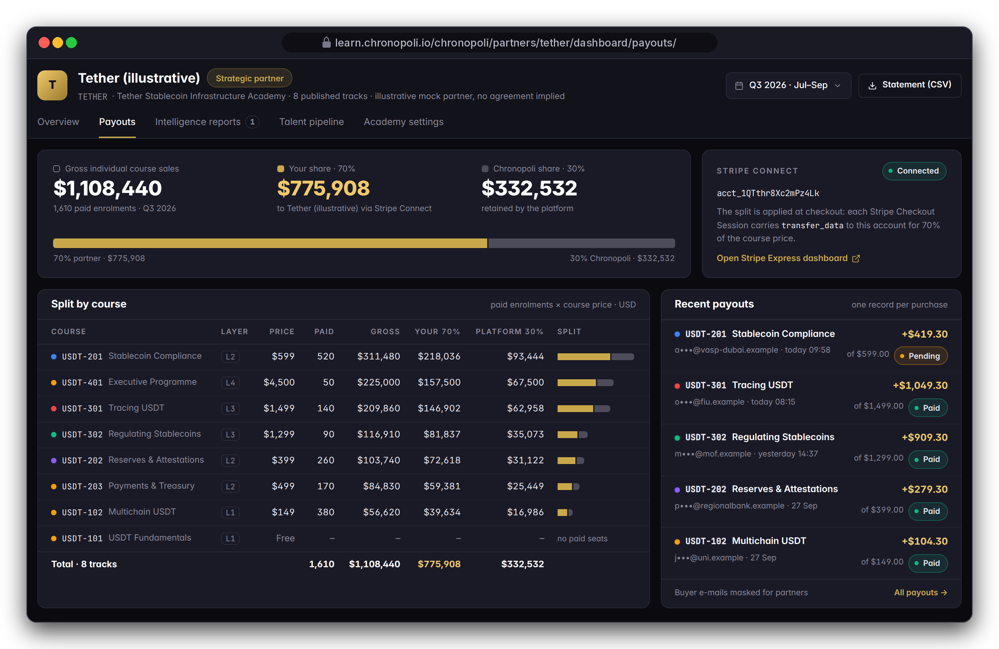 learn.chronopoli.io/chronopoli/partners/tether/dashboard/payouts/
T
Tether (illustrative) Strategic partner
TETHER · Tether Stablecoin Infrastructure Academy · 8 published tracks · illustrative mock partner, no agreement implied
Q3 2026 · Jul–Sep
Statement (CSV)
Overview Payouts Intelligence reports 1 Talent pipeline Academy settings
Gross individual course sales
$1,108,440
1,610 paid enrolments · Q3 2026
Your share · 70%
$775,908
to Tether (illustrative) via Stripe Connect
Chronopoli share · 30%
$332,532
retained by the platform
70% partner · $775,908
30% Chronopoli · $332,532
STRIPE CONNECT Connected
acct_1QTthr8Xc2mPz4Lk
The split is applied at checkout: each Stripe Checkout
Session carries transfer_data to this account for 70%
of the course price.
Open Stripe Express dashboard
Split by course paid enrolments × course price · USD
COURSE LAYER PRICE PAID GROSS YOUR 70% PLATFORM 30% SPLIT
USDT-201 Stablecoin Compliance L2 $599 520 $311,480 $218,036 $93,444
USDT-401 Executive Programme L4 $4,500 50 $225,000 $157,500 $67,500
USDT-301 Tracing USDT L3 $1,499 140 $209,860 $146,902 $62,958
USDT-302 Regulating Stablecoins L3 $1,299 90 $116,910 $81,837 $35,073
USDT-202 Reserves & Attestations L2 $399 260 $103,740 $72,618 $31,122
USDT-203 Payments & Treasury L2 $499 170 $84,830 $59,381 $25,449
USDT-102 Multichain USDT L1 $149 380 $56,620 $39,634 $16,986
USDT-101 USDT Fundamentals L1 Free – – – – no paid seats
Total · 8 tracks 1,610 $1,108,440 $775,908 $332,532
Recent payouts one record per purchase
USDT-201 Stablecoin Compliance +$419.30
a•••@vasp-dubai.example · today 09:58 of $599.00 Pending
USDT-301 Tracing USDT +$1,049.30
o•••@fiu.example · today 08:15 of $1,499.00 Paid
USDT-302 Regulating Stablecoins +$909.30
m•••@mof.example · yesterday 14:37 of $1,299.00 Paid
USDT-202 Reserves & Attestations +$279.30
p•••@regionalbank.example · 27 Sep of $399.00 Paid
USDT-102 Multichain USDT +$104.30
j•••@uni.example · 27 Sep of $149.00 Paid
Buyer e-mails masked for partners All payouts →